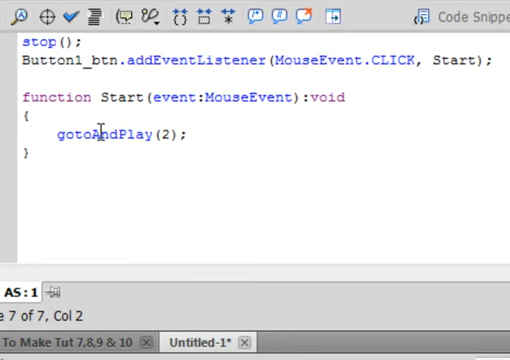 Code Snippe
stop();
Button1_btn.addEventListener(MouseEvent.CLICK, Start);
function Start(event:MouseEvent):void
{
gotoAndPlay(2);
}
AS:1
e 7 of 7, Col 2
To Make Tut 7,8,9 & 10
Untitled-1*